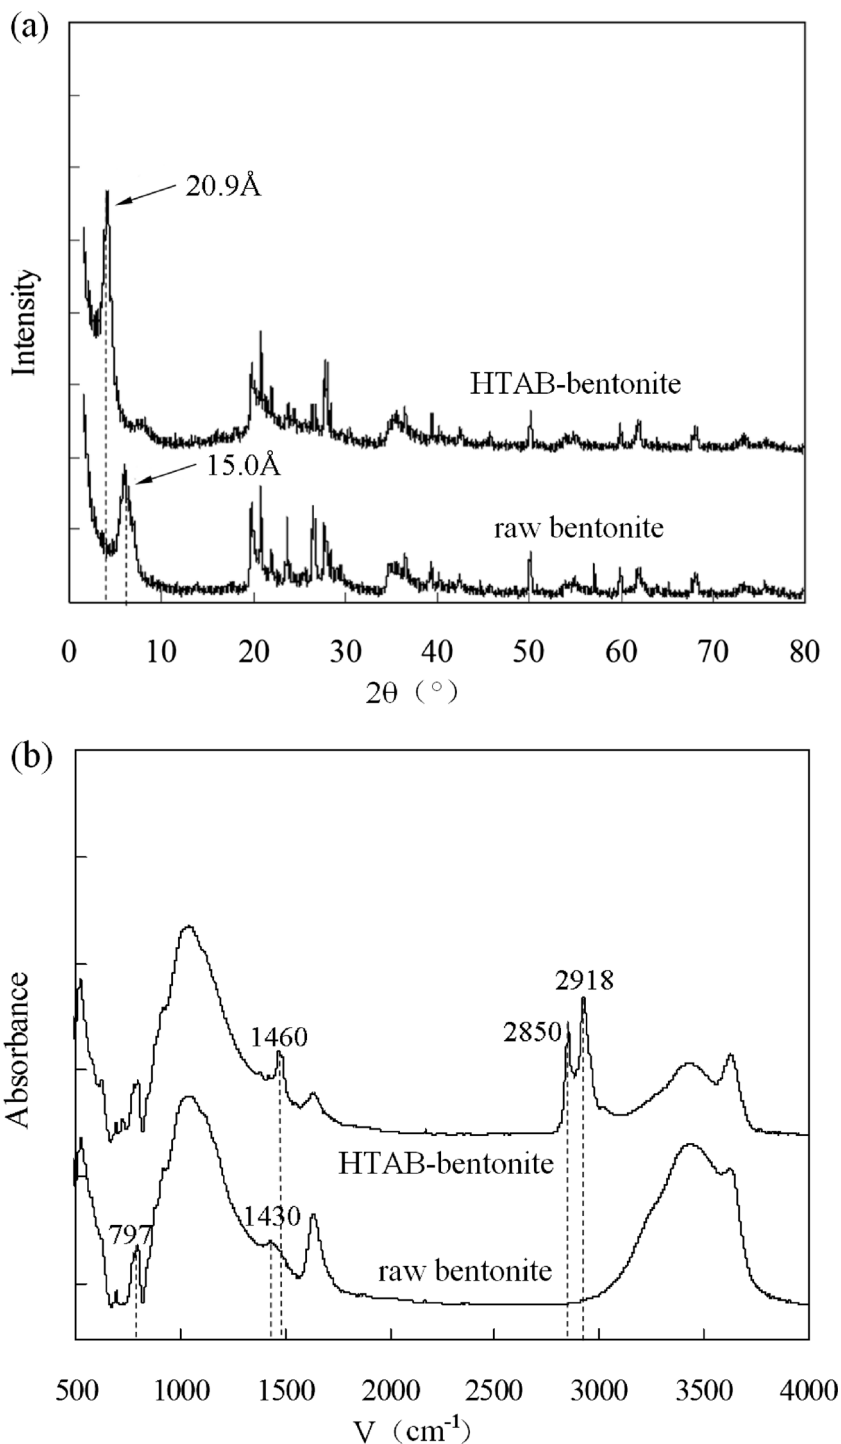 (a)
20.9Å
HTAB-bentonite
15.0Å
raw bentonite
Intensity
0 10 20 30 40 50 60 70 80
2θ（°）
(b)
2918
2850
1460
HTAB-bentonite
1430
797
raw bentonite
Absorbance
500 1000 1500 2000 2500 3000 3500 4000
V（cm⁻¹）